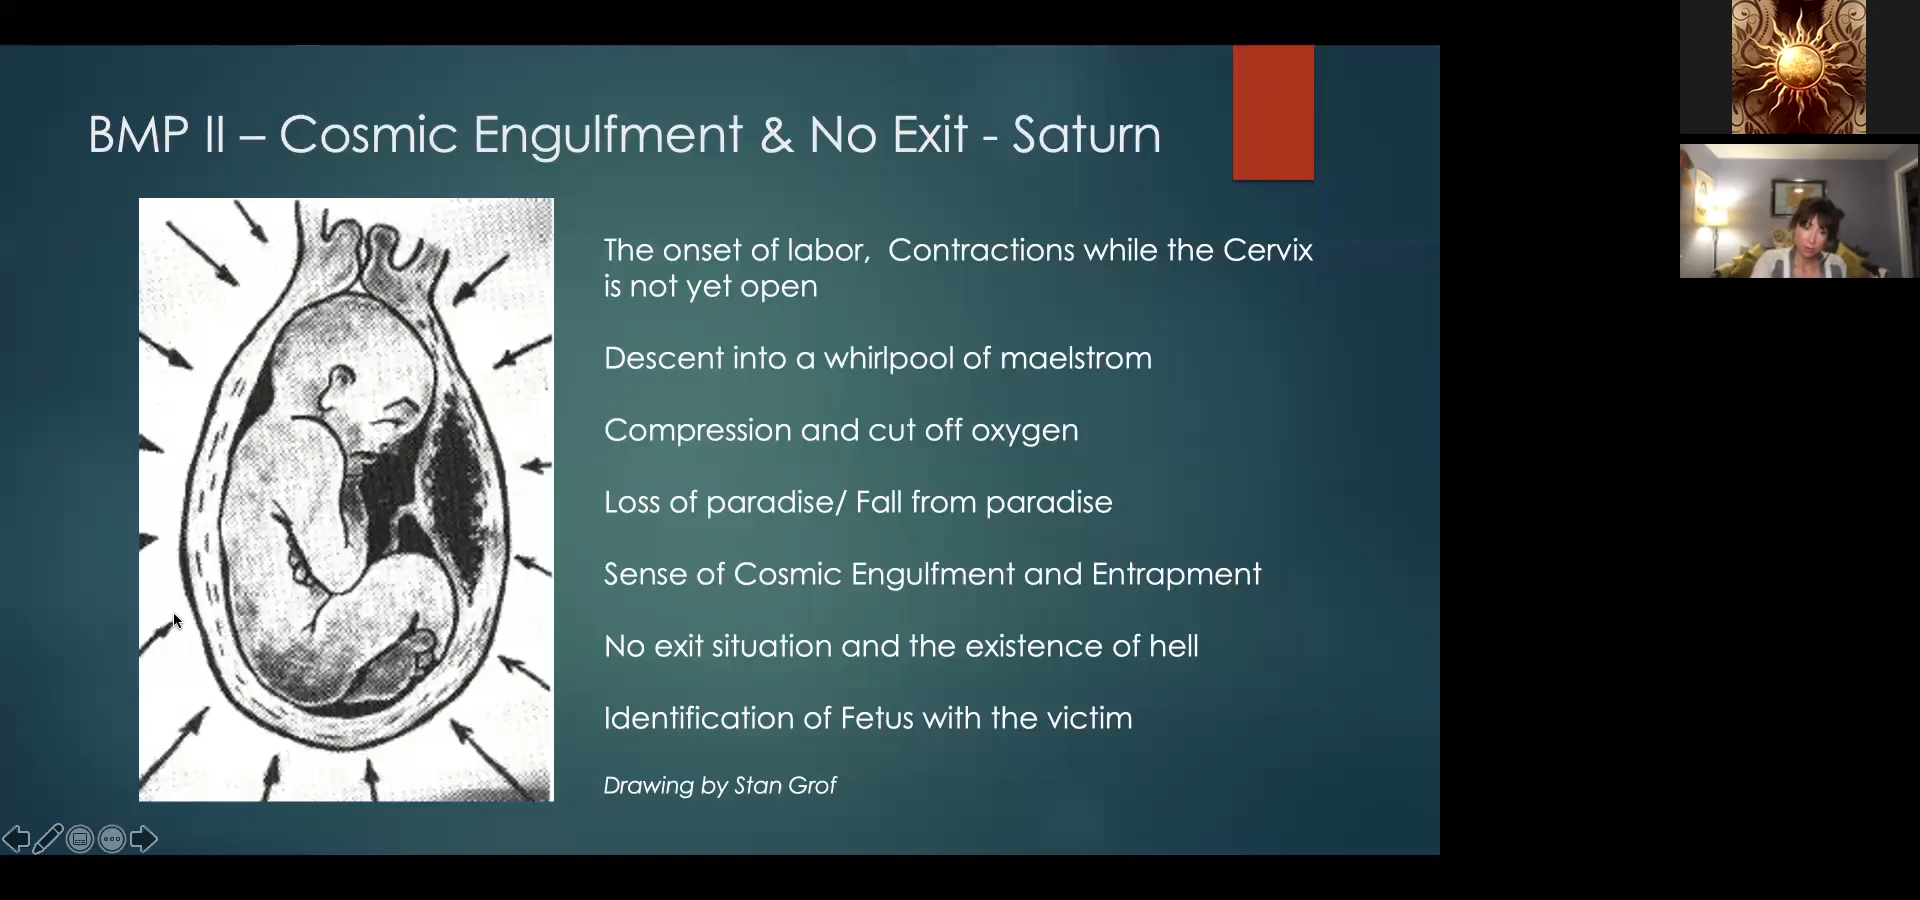 BMP II – Cosmic Engulfment & No Exit - Saturn
The onset of labor,  Contractions while the Cervix
is not yet open
Descent into a whirlpool of maelstrom
Compression and cut off oxygen
Loss of paradise/ Fall from paradise
Sense of Cosmic Engulfment and Entrapment
No exit situation and the existence of hell
Identification of Fetus with the victim
Drawing by Stan Grof